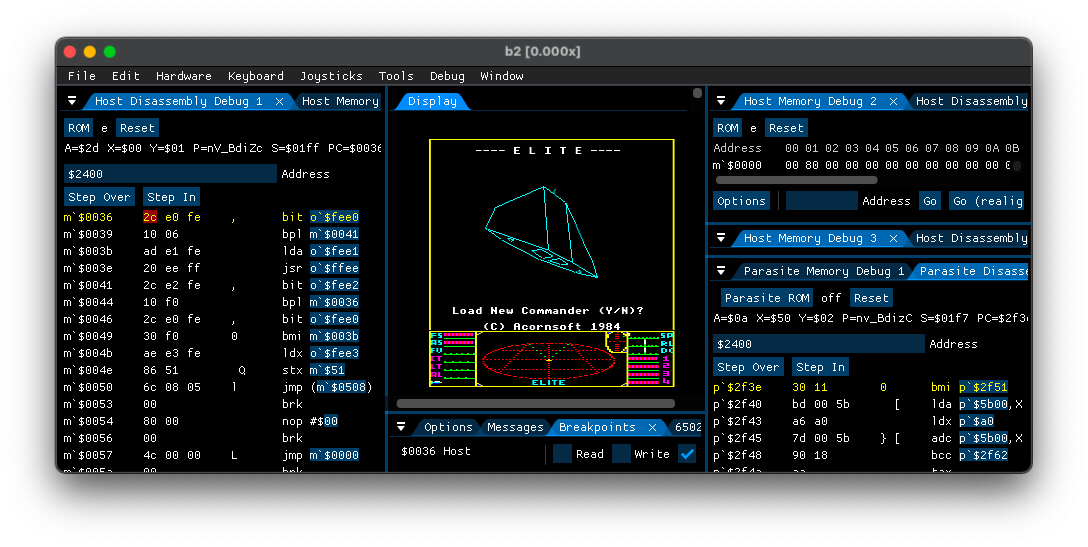 b2 [0.000x]
File Edit Hardware Keyboard Joysticks Tools Debug Window
Host Disassembly Debug 1 × Host Memory
ROM e Reset
A=$2d X=$00 Y=$01 P=nV_BdiZc S=$01ff PC=$0036
$2400 Address
Step Over Step In
m`$0036 2c e0 fe , bit o`$fee0
m`$0039 10 06 bpl m`$0041
m`$003b ad e1 fe lda o`$fee1
m`$003e 20 ee ff jsr o`$ffee
m`$0041 2c e2 fe , bit o`$fee2
m`$0044 10 f0 bpl m`$0036
m`$0046 2c e0 fe , bit o`$fee0
m`$0049 30 f0 0 bmi m`$003b
m`$004b ae e3 fe ldx o`$fee3
m`$004e 86 51 Q stx m`$51
m`$0050 6c 08 05 l jmp (m`$0508)
m`$0053 00 brk
m`$0054 80 00 nop #$00
m`$0056 00 brk
m`$0057 4c 00 00 L jmp m`$0000
m`$005a 00 brk
Display
---- E L I T E ----
Load New Commander (Y/N)?
(C) Acornsoft 1984
FS
AS
FV
CT
LT
AL
SP
RL
DC
1
2
3
4
ELITE
Options Messages Breakpoints × 6502
$0036 Host Read Write
Host Memory Debug 2 × Host Disassembly
ROM e Reset
Address 00 01 02 03 04 05 06 07 08 09 0A 0B
m`$0000 00 80 00 00 00 00 00 00 00 00 00
Options Address Go Go (realig
Host Memory Debug 3 × Host Disassembly
Parasite Memory Debug 1 Parasite Disasse
Parasite ROM off Reset
A=$0a X=$50 Y=$02 P=nv_BdizC S=$01f7 PC=$2f3e
$2400 Address
Step Over Step In
p`$2f3e 30 11 0 bmi p`$2f51
p`$2f40 bd 00 5b [ lda p`$5b00,X
p`$2f43 a6 a0 ldx p`$a0
p`$2f45 7d 00 5b } [ adc p`$5b00,X
p`$2f48 90 18 bcc p`$2f62
p`$2f4a aa tax